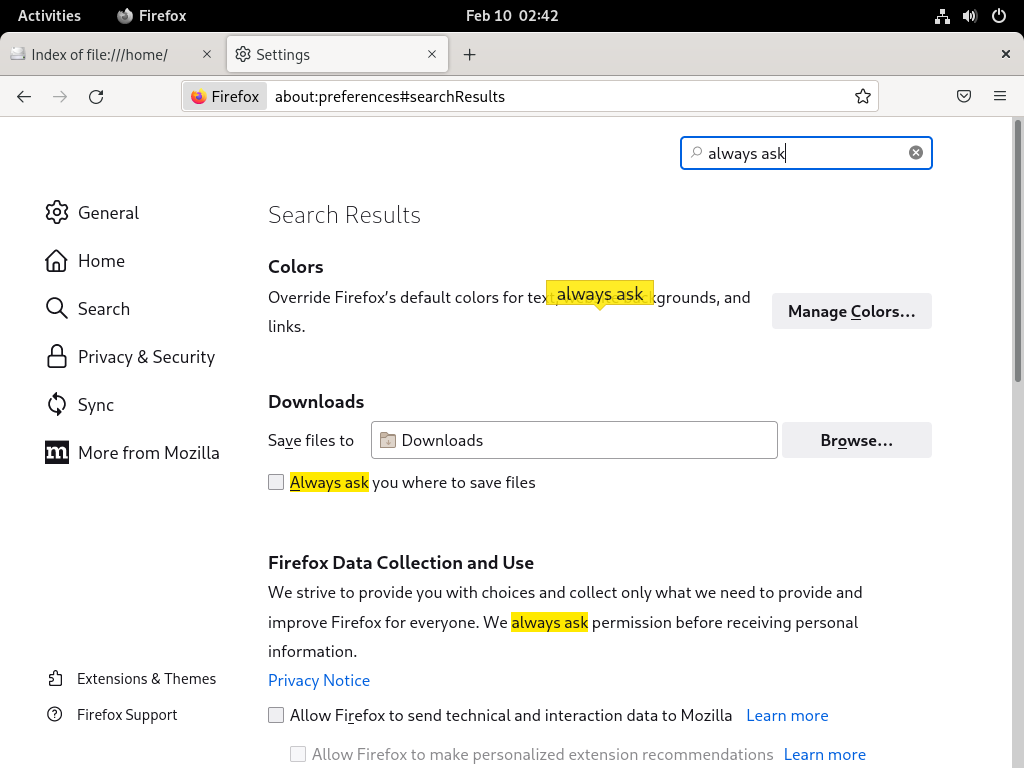 Activities
Firefox
Feb 10 02:42
Index of file:///home/
Settings
Firefox
about:preferences#searchResults
always ask
General
Home
Search
Privacy & Security
Sync
More from Mozilla
Extensions & Themes
Firefox Support
Search Results
Colors
always ask
Override Firefox's default colors for text, kgrounds, and
links.
Manage Colors...
Downloads
Save files to
Downloads
Browse...
Always ask you where to save files
Firefox Data Collection and Use
We strive to provide you with choices and collect only what we need to provide and
improve Firefox for everyone. We always ask permission before receiving personal
information.
Privacy Notice
Allow Firefox to send technical and interaction data to Mozilla Learn more
Allow Firefox to make personalized extension recommendations Learn more